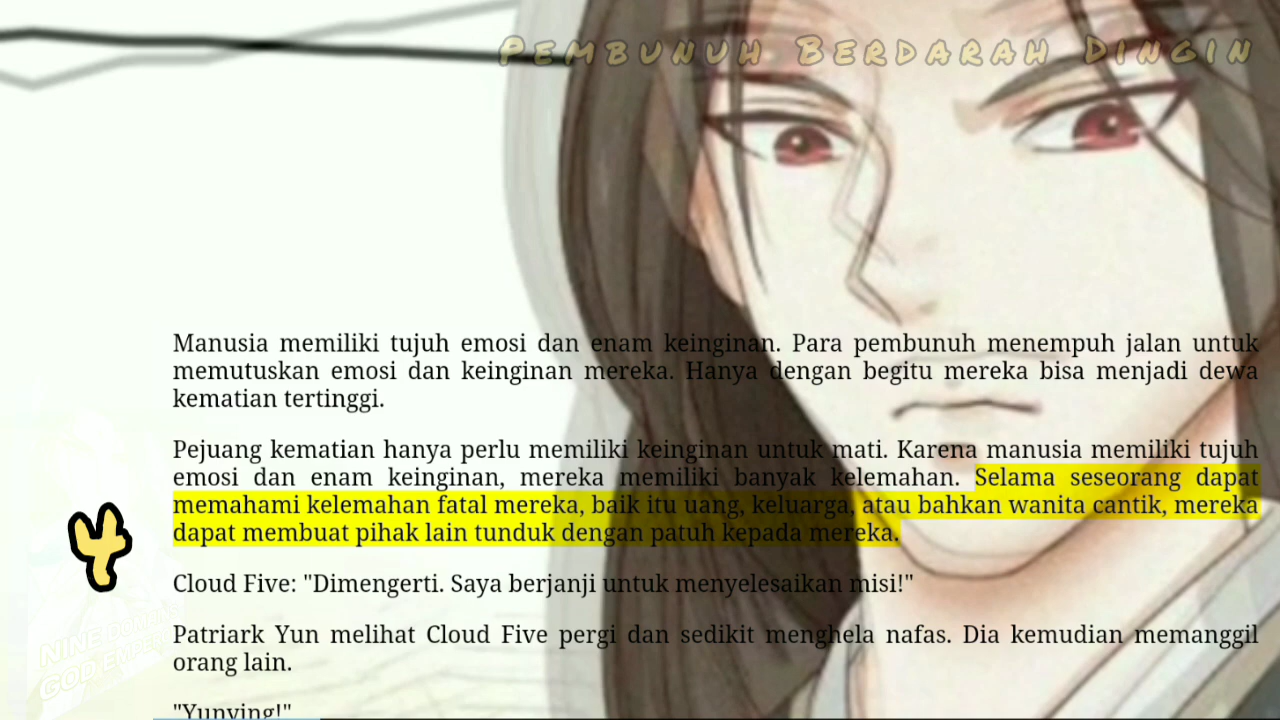 Pembunuh Berdarah Dingin
Manusia memiliki tujuh emosi dan enam keinginan. Para pembunuh menempuh jalan untuk
memutuskan emosi dan keinginan mereka. Hanya dengan begitu mereka bisa menjadi dewa
kematian tertinggi.
Pejuang kematian hanya perlu memiliki keinginan untuk mati. Karena manusia memiliki tujuh
emosi dan enam keinginan, mereka memiliki banyak kelemahan. Selama seseorang dapat
memahami kelemahan fatal mereka, baik itu uang, keluarga, atau bahkan wanita cantik, mereka
dapat membuat pihak lain tunduk dengan patuh kepada mereka.
Cloud Five: "Dimengerti. Saya berjanji untuk menyelesaikan misi!"
Patriark Yun melihat Cloud Five pergi dan sedikit menghela nafas. Dia kemudian memanggil
orang lain.
"Yunying!"
NINE
GOD